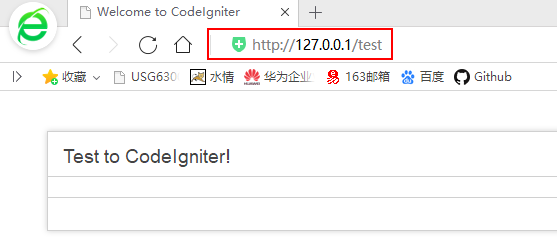 Welcome to CodeIgniter
http://127.0.0.1/test
收藏 USG630 水情 华为企业 163邮箱 百度 Github
Test to CodeIgniter!